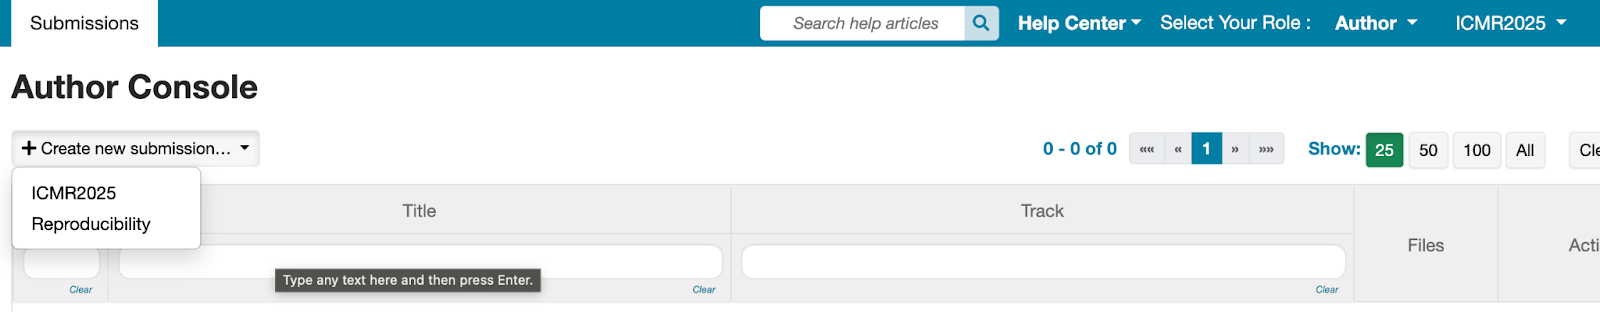 Submissions
Search help articles
Help Center
Select Your Role :
Author
ICMR2025
Author Console
+ Create new submission...
0 - 0 of 0
«« « 1 » »»
Show: 25 50 100 All
ICMR2025
Reproducibility
Title
Track
Files
Type any text here and then press Enter.
Clear
Clear
Clear